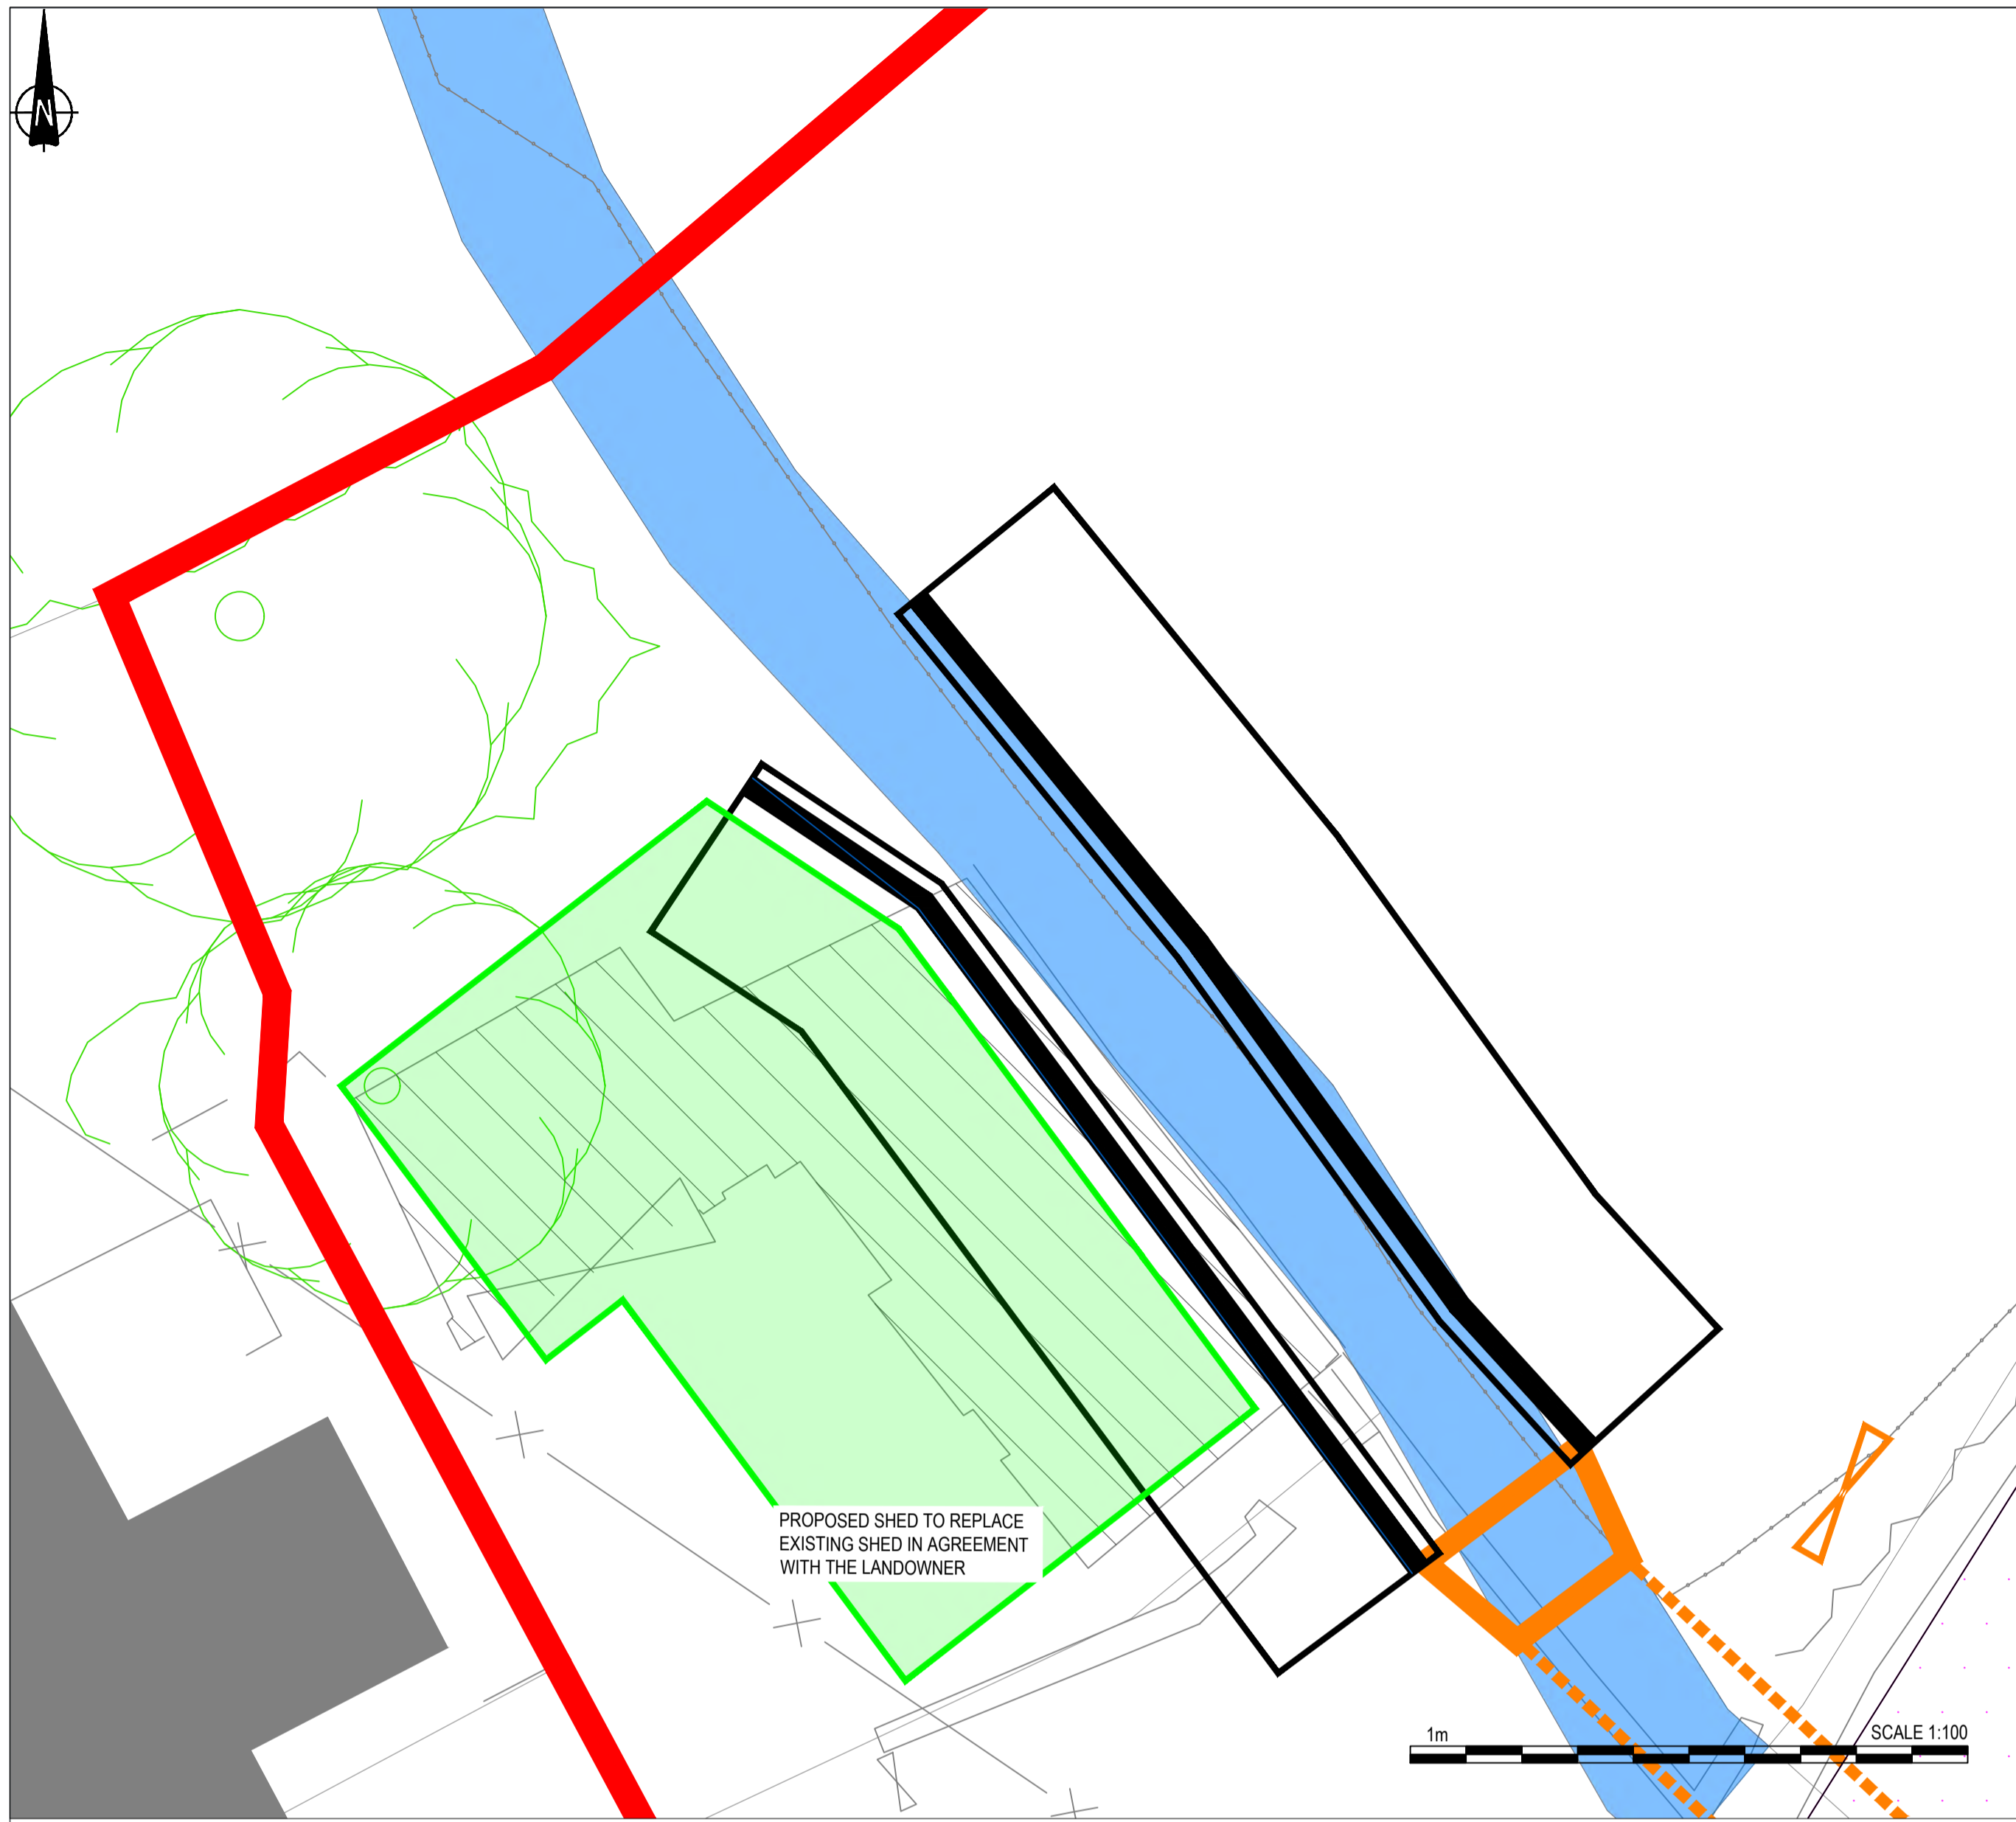 N
PROPOSED SHED TO REPLACE
EXISTING SHED IN AGREEMENT
WITH THE LANDOWNER
1m
SCALE 1:100